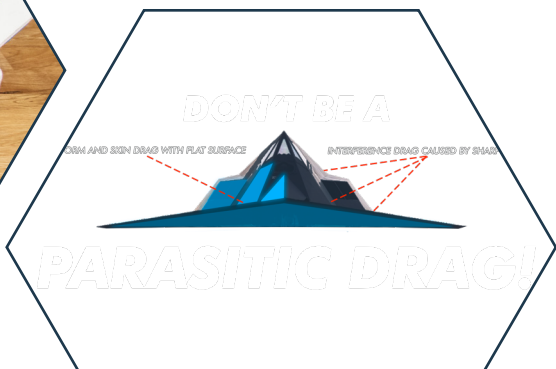 DON'T BE A
ORM AND SKIN DRAG WITH FLAT SURFACE
INTERFERENCE DRAG CAUSED BY SHAR
PARASITIC DRAG!